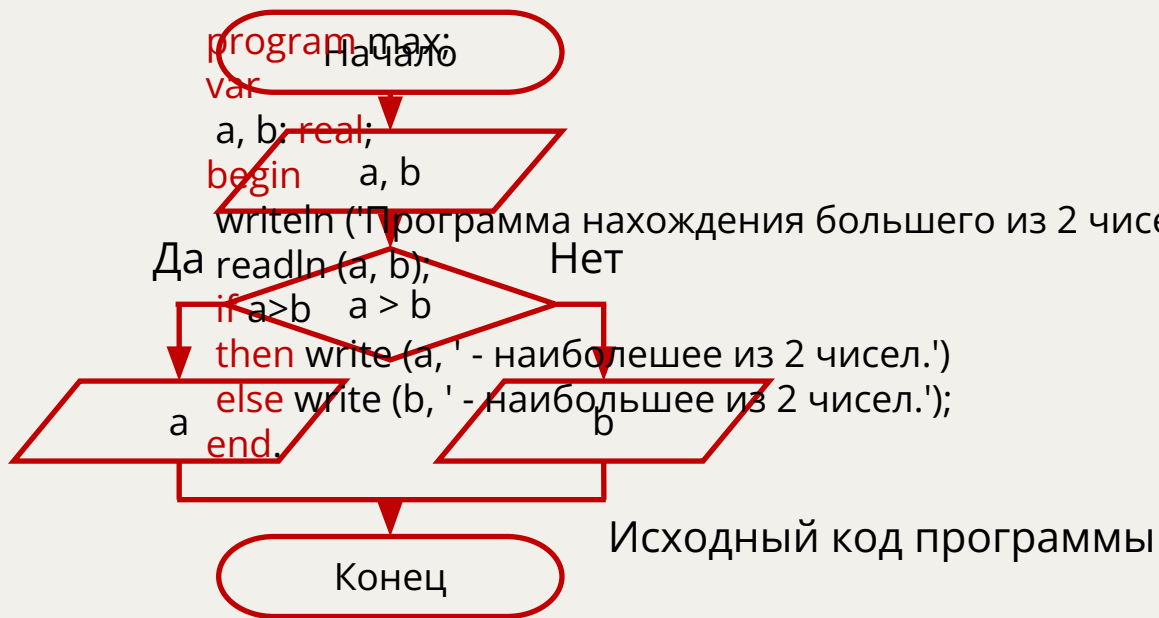 Начало
program max;
var
a, b: real;
begin
a, b
writeln ('Программа нахождения большего из 2 чисе
Да
Нет
readln (a, b);
if a>b
a > b
then write (a, ' - наиболешее из 2 чисел.')
else write (b, ' - наибольшее из 2 чисел.');
a
b
end.
Исходный код программы
Конец